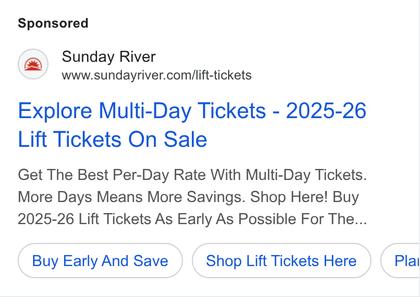 Sponsored
Sunday River
www.sundayriver.com/lift-tickets
Explore Multi-Day Tickets - 2025-26
Lift Tickets On Sale
Get The Best Per-Day Rate With Multi-Day Tickets.
More Days Means More Savings. Shop Here! Buy
2025-26 Lift Tickets As Early As Possible For The...
Buy Early And Save
Shop Lift Tickets Here